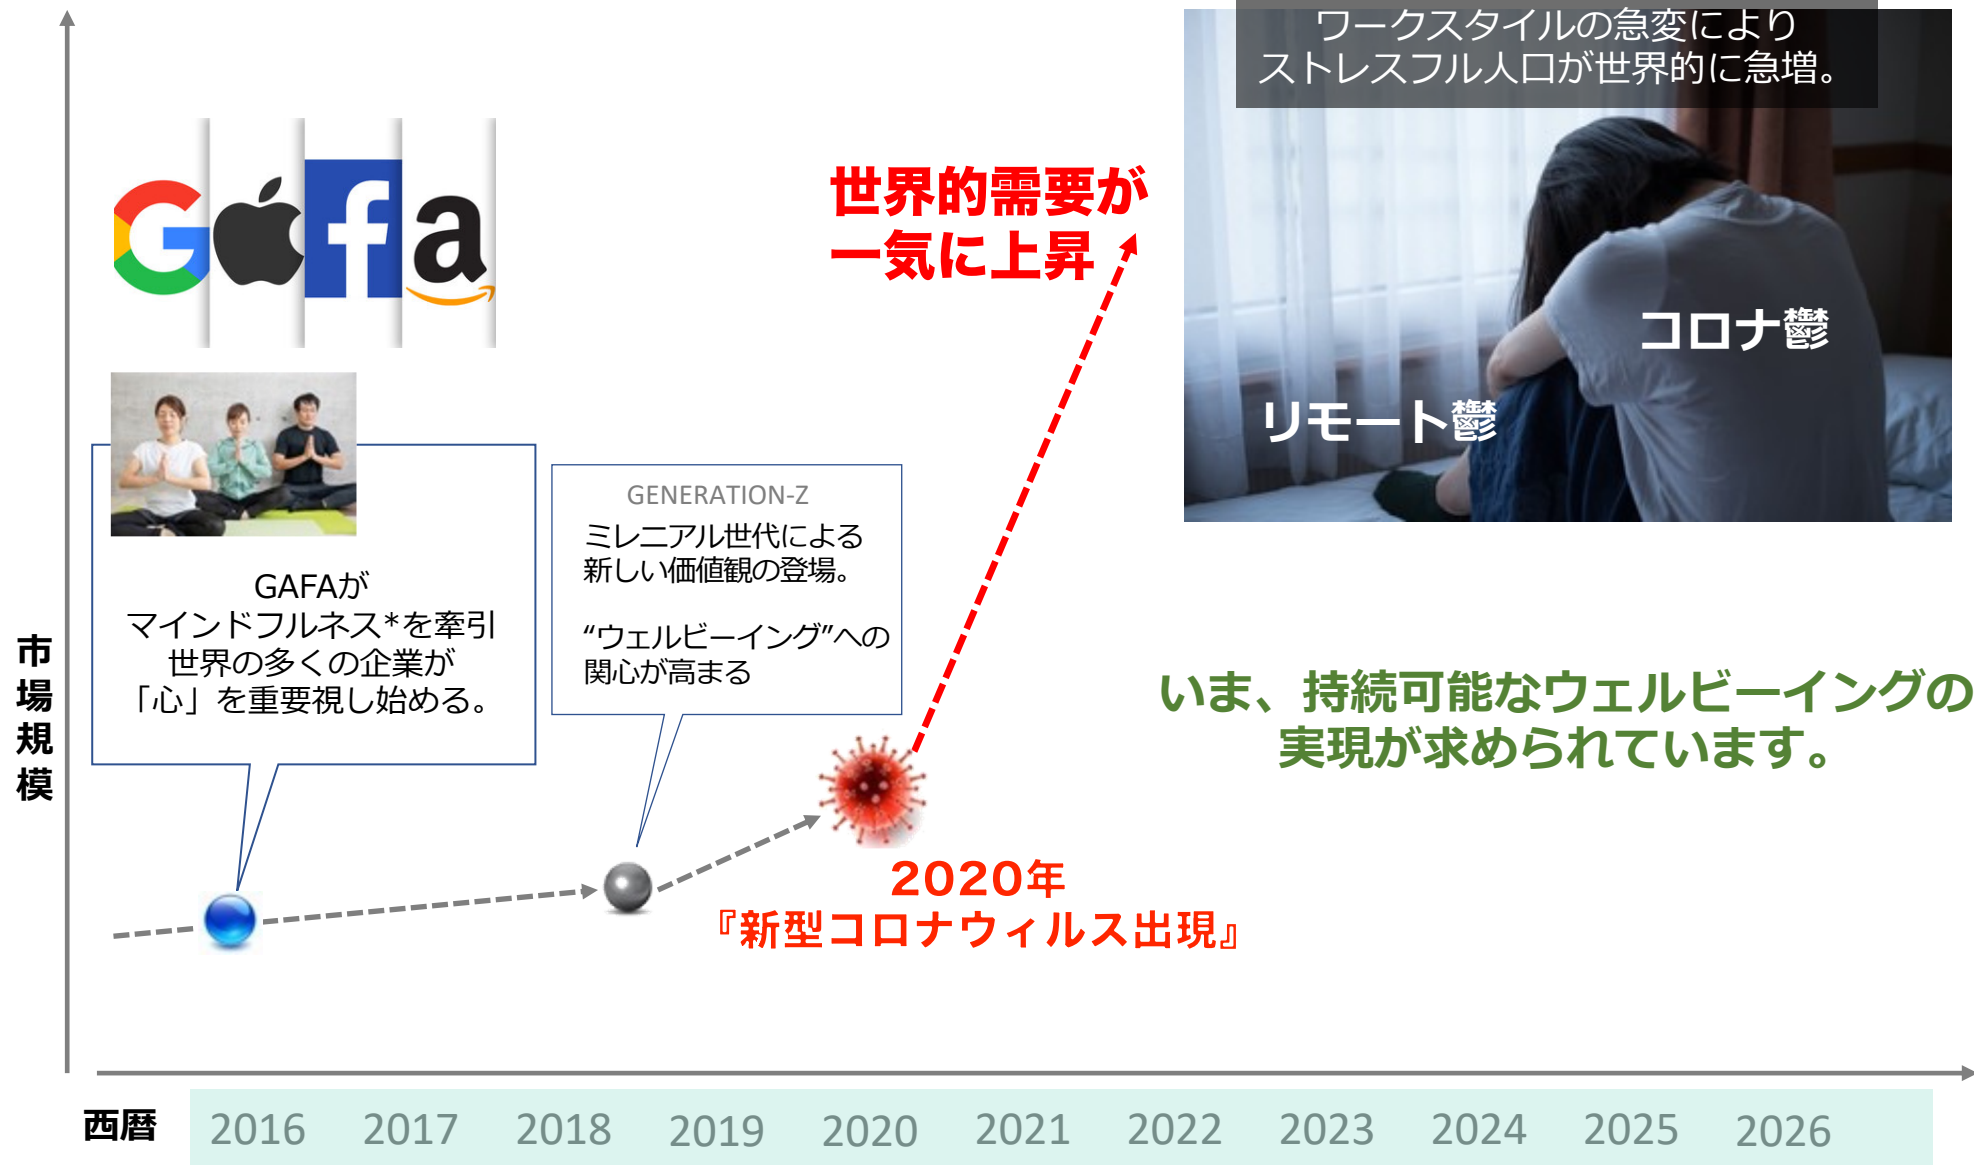 ワークスタイルの急変により
ストレスフル人口が世界的に急増。
Gafa
世界的需要が
一気に上昇
コロナ鬱
リモート鬱
GENERATION-Z
ミレニアル世代による
新しい価値観の登場。
“ウェルビーイング”への
関心が高まる
GAFAが
マインドフルネス*を牽引
世界の多くの企業が
「心」を重要視し始める。
市場規模
いま、持続可能なウェルビーイングの
実現が求められています。
2020年
『新型コロナウィルス出現』
西暦 2016 2017 2018 2019 2020 2021 2022 2023 2024 2025 2026